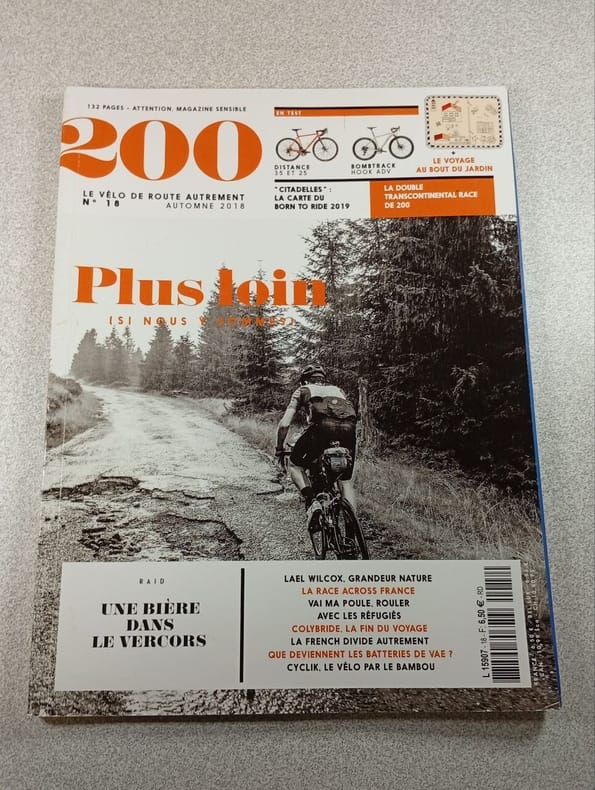 132 PAGES - ATTENTION, MAGAZINE SENSIBLE
200
LE VÉLO DE ROUTE AUTREMENT
N° 18 AUTOMNE 2018
EN TEST
DISTANCE
35 ET 25
BOMBTRACK
HOOK ADV
"CITADELLES" :
LA CARTE DU
BORN TO RIDE 2019
+
LE VOYAGE
AU BOUT DU JARDIN
LA DOUBLE
TRANSCONTINENTAL RACE
DE 200
Plus loin
(SI NOUS Y SOMMES)
RAID
UNE BIÈRE
DANS
LE VERCORS
LAEL WILCOX, GRANDEUR NATURE
LA RACE ACROSS FRANCE
VAI MA POULE, ROULER
AVEC LES RÉFUGIÉS
COLYBRIDE, LA FIN DU VOYAGE
LA FRENCH DIVIDE AUTREMENT
QUE DEVIENNENT LES BATTERIES DE VAE ?
CYCLIK, LE VÉLO PAR LE BAMBOU
L 15907 - 18 - F: 6,50 € - RD